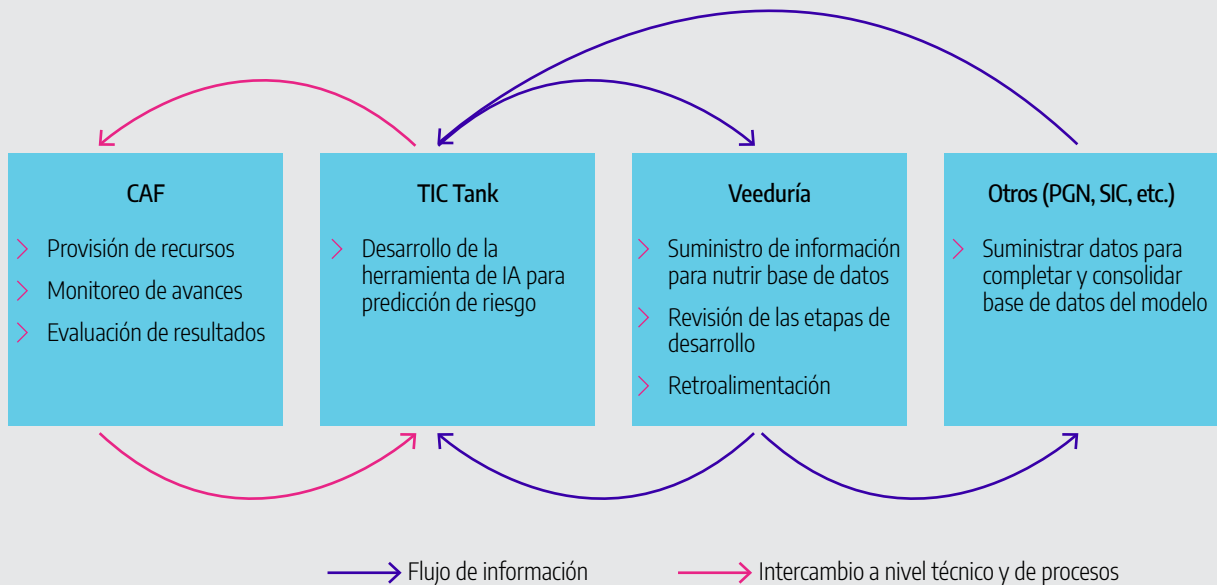 CAF
Provisión de recursos
Monitoreo de avances
Evaluación de resultados
TIC Tank
Desarrollo de la
herramienta de IA para
predicción de riesgo
Veeduría
Suministro de información
para nutrir base de datos
Revisión de las etapas de
desarrollo
Retroalimentación
Otros (PGN, SIC, etc.)
Suministrar datos para
completar y consolidar
base de datos del modelo
Flujo de información
Intercambio a nivel técnico y de procesos